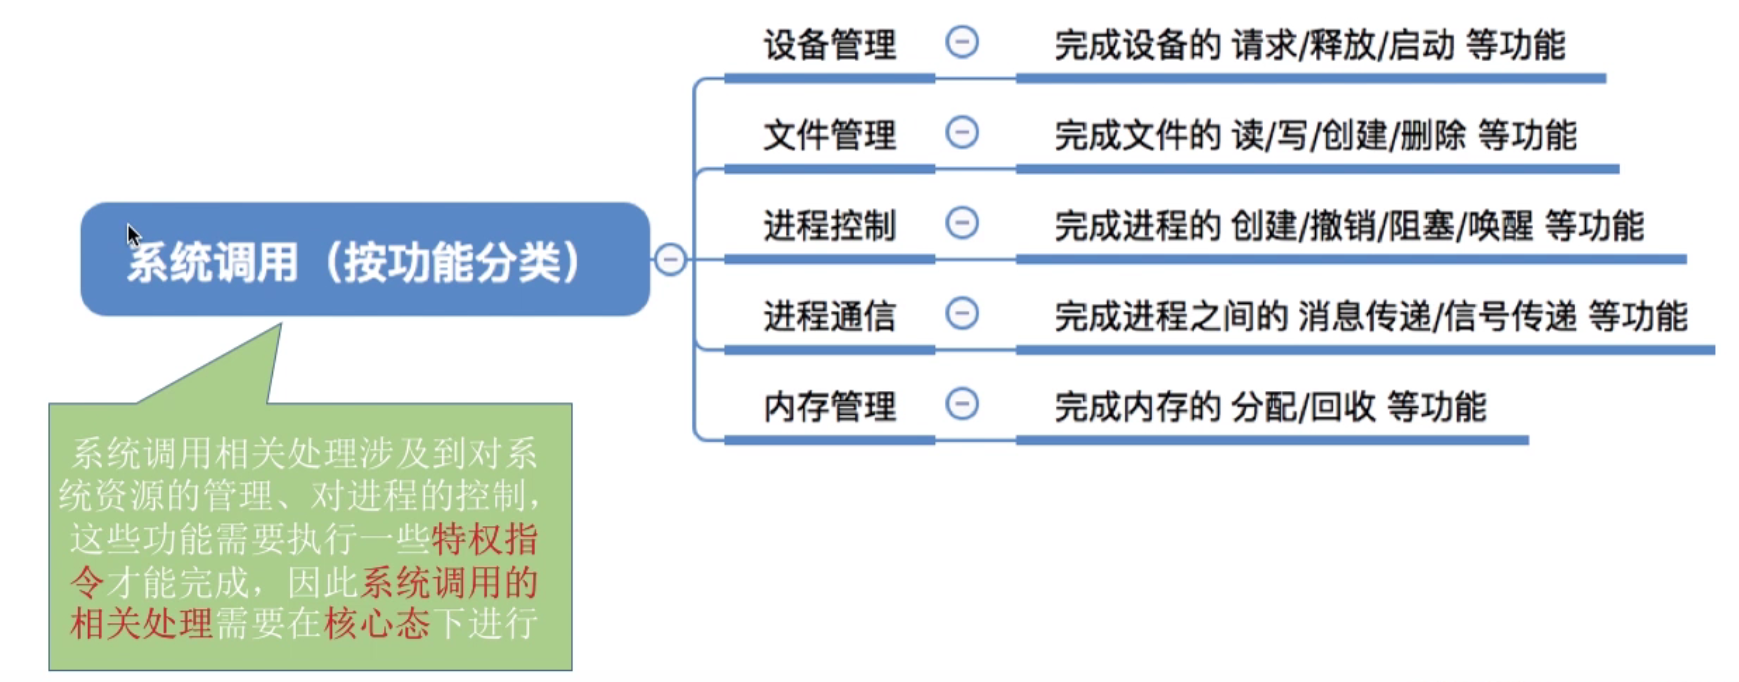 系统调用（按功能分类）
设备管理
完成设备的 请求/释放/启动 等功能
文件管理
完成文件的 读/写/创建/删除 等功能
进程控制
完成进程的 创建/撤销/阻塞/唤醒 等功能
进程通信
完成进程之间的 消息传递/信号传递 等功能
内存管理
完成内存的 分配/回收 等功能
系统调用相关处理涉及到对系
统资源的管理、对进程的控制，
这些功能需要执行一些特权指
令才能完成，因此系统调用的
相关处理需要在核心态下进行